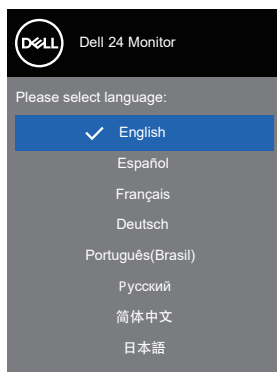 DELL
Dell 24 Monitor
Please select language:
English
Español
Français
Deutsch
Português(Brasil)
Русский
简体中文
日本語